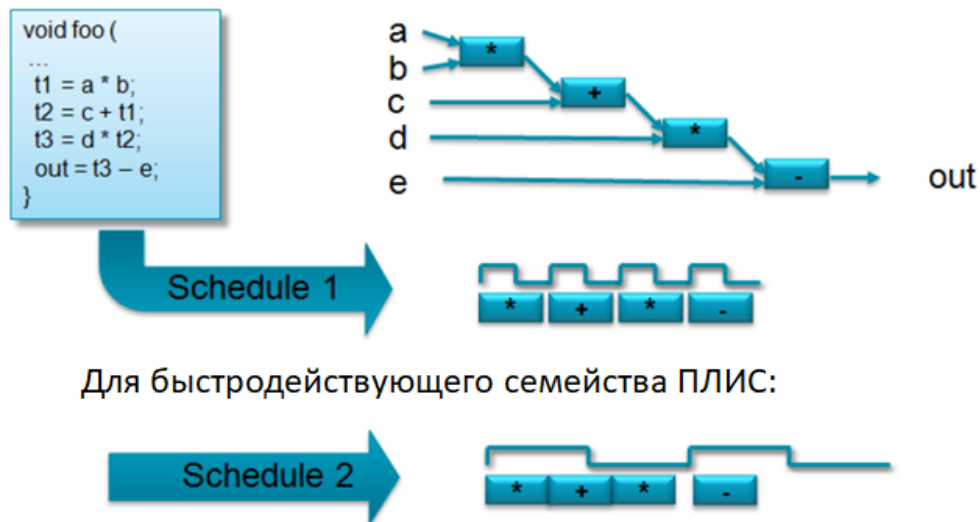 void foo (
...
t1 = a * b;
t2 = c + t1;
t3 = d * t2;
out = t3 – e;
}
a
b
c
d
e
*
+
*
-
out
Schedule 1
* + * -
Для быстродействующего семейства ПЛИС:
Schedule 2
* + * -